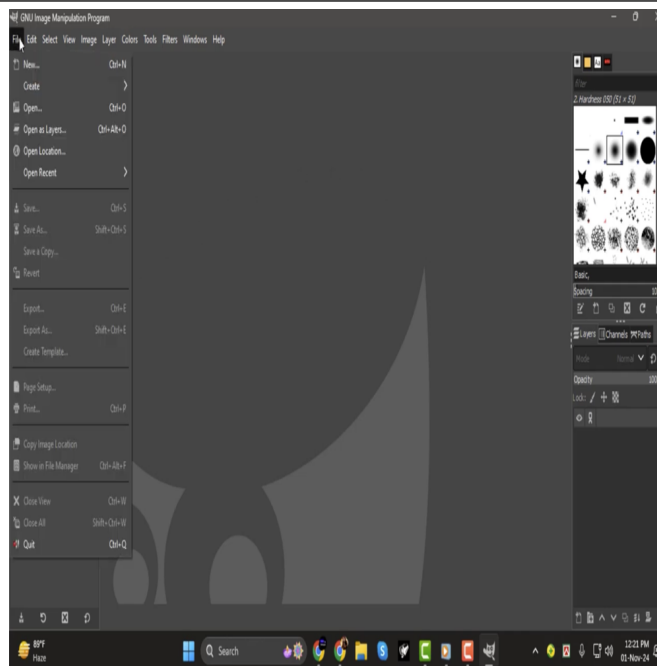 GNU Image Manipulation Program
File Edit Select View Image Layer Colors Tools Filters Windows Help
New... Ctrl+N
Create
Open... Ctrl+O
Open as Layers... Ctrl+Alt+O
Open Location...
Open Recent
Save... Ctrl+S
Save As... Shift+Ctrl+S
Save a Copy...
Revert
Export... Ctrl+E
Export As... Shift+Ctrl+E
Create Template...
Page Setup...
Print... Ctrl+P
Copy Image Location
Show in File Manager Ctrl+Alt+F
Close View Ctrl+W
Close All Shift+Ctrl+W
Quit Ctrl+Q
Aa
filter
2. Hardness 050 (51 × 51)
Basic,
Spacing 10
Layers Channels Paths
Mode Normal
Opacity 100
Lock:
89°F
Haze
Search
12:21 PM
01-Nov-24